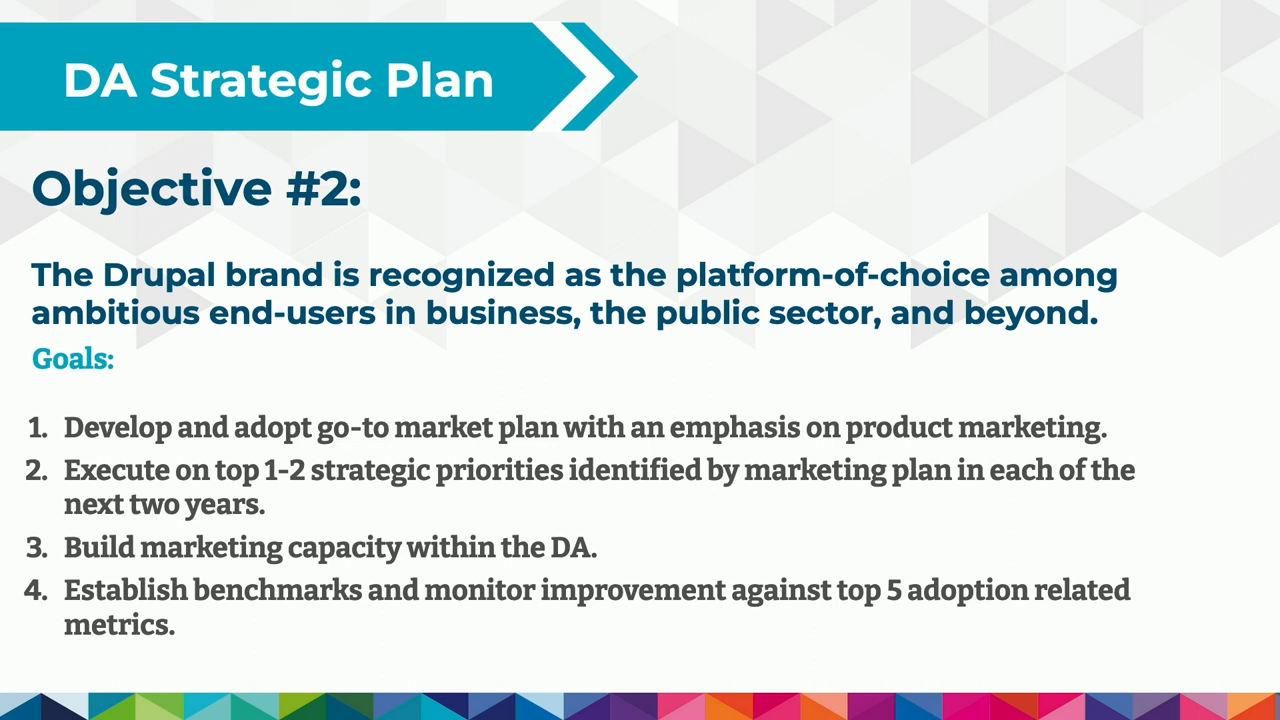 DA Strategic Plan
Objective #2:
The Drupal brand is recognized as the platform-of-choice among
ambitious end-users in business, the public sector, and beyond.
Goals:
1. Develop and adopt go-to market plan with an emphasis on product marketing.
2. Execute on top 1-2 strategic priorities identified by marketing plan in each of the
next two years.
3. Build marketing capacity within the DA.
4. Establish benchmarks and monitor improvement against top 5 adoption related
metrics.